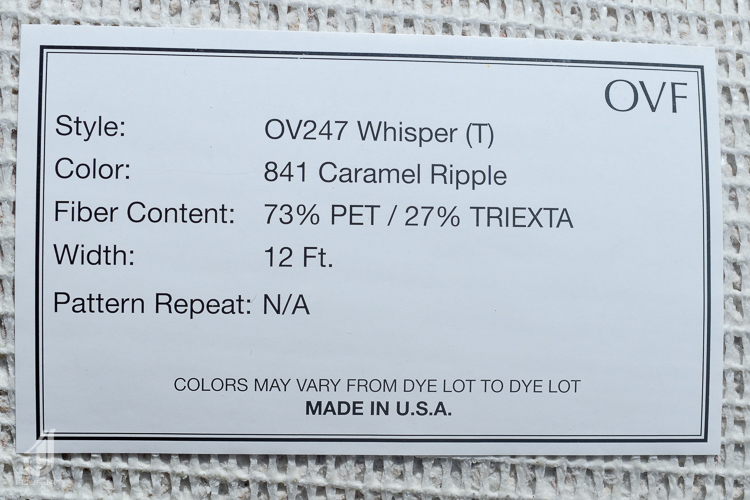 OVF
Style: OV247 Whisper (T)
Color: 841 Caramel Ripple
Fiber Content: 73% PET / 27% TRIEXTA
Width: 12 Ft.
Pattern Repeat: N/A
COLORS MAY VARY FROM DYE LOT TO DYE LOT
MADE IN U.S.A.